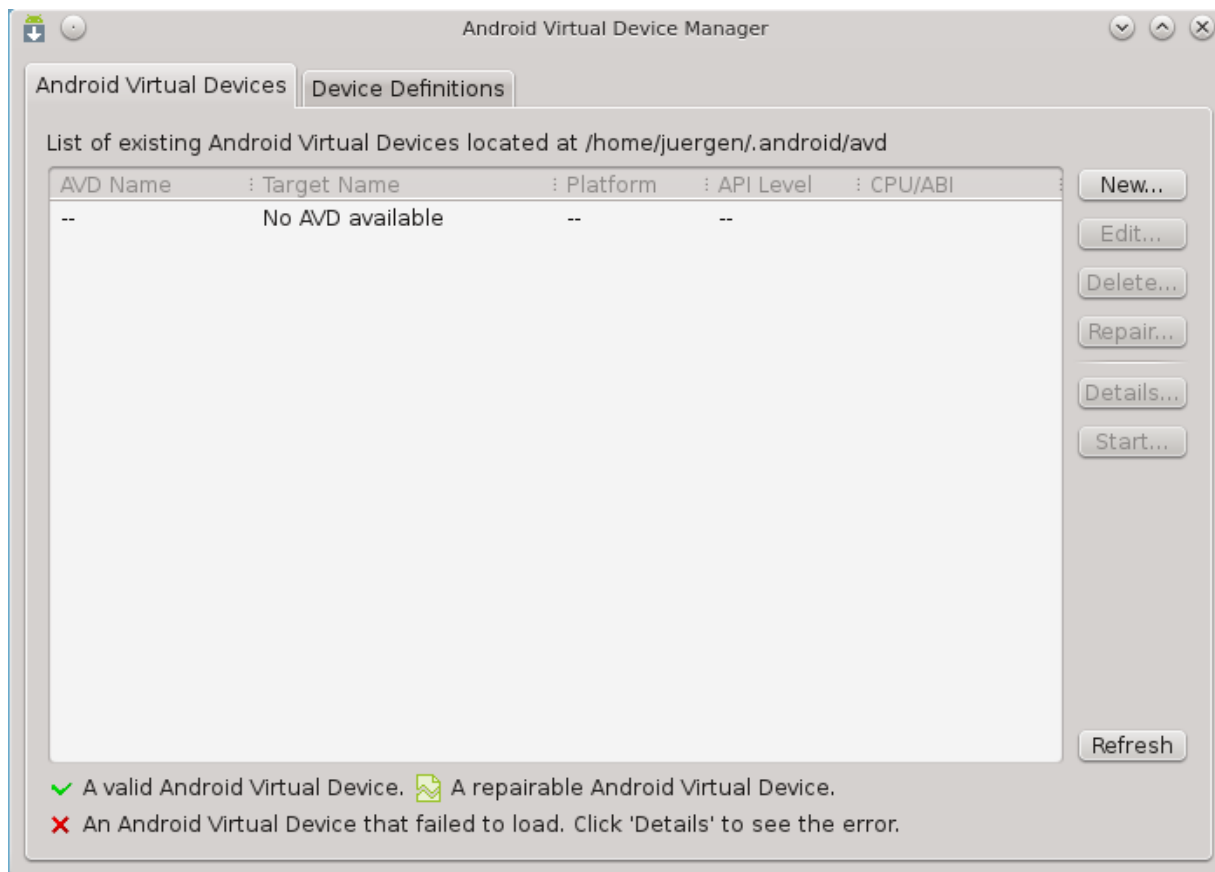 Android Virtual Device Manager
Android Virtual Devices Device Definitions
List of existing Android Virtual Devices located at /home/juergen/.android/avd
AVD Name Target Name Platform API Level CPU/ABI
-- No AVD available -- --
New...
Edit...
Delete...
Repair...
Details...
Start...
Refresh
A valid Android Virtual Device. A repairable Android Virtual Device.
An Android Virtual Device that failed to load. Click 'Details' to see the error.